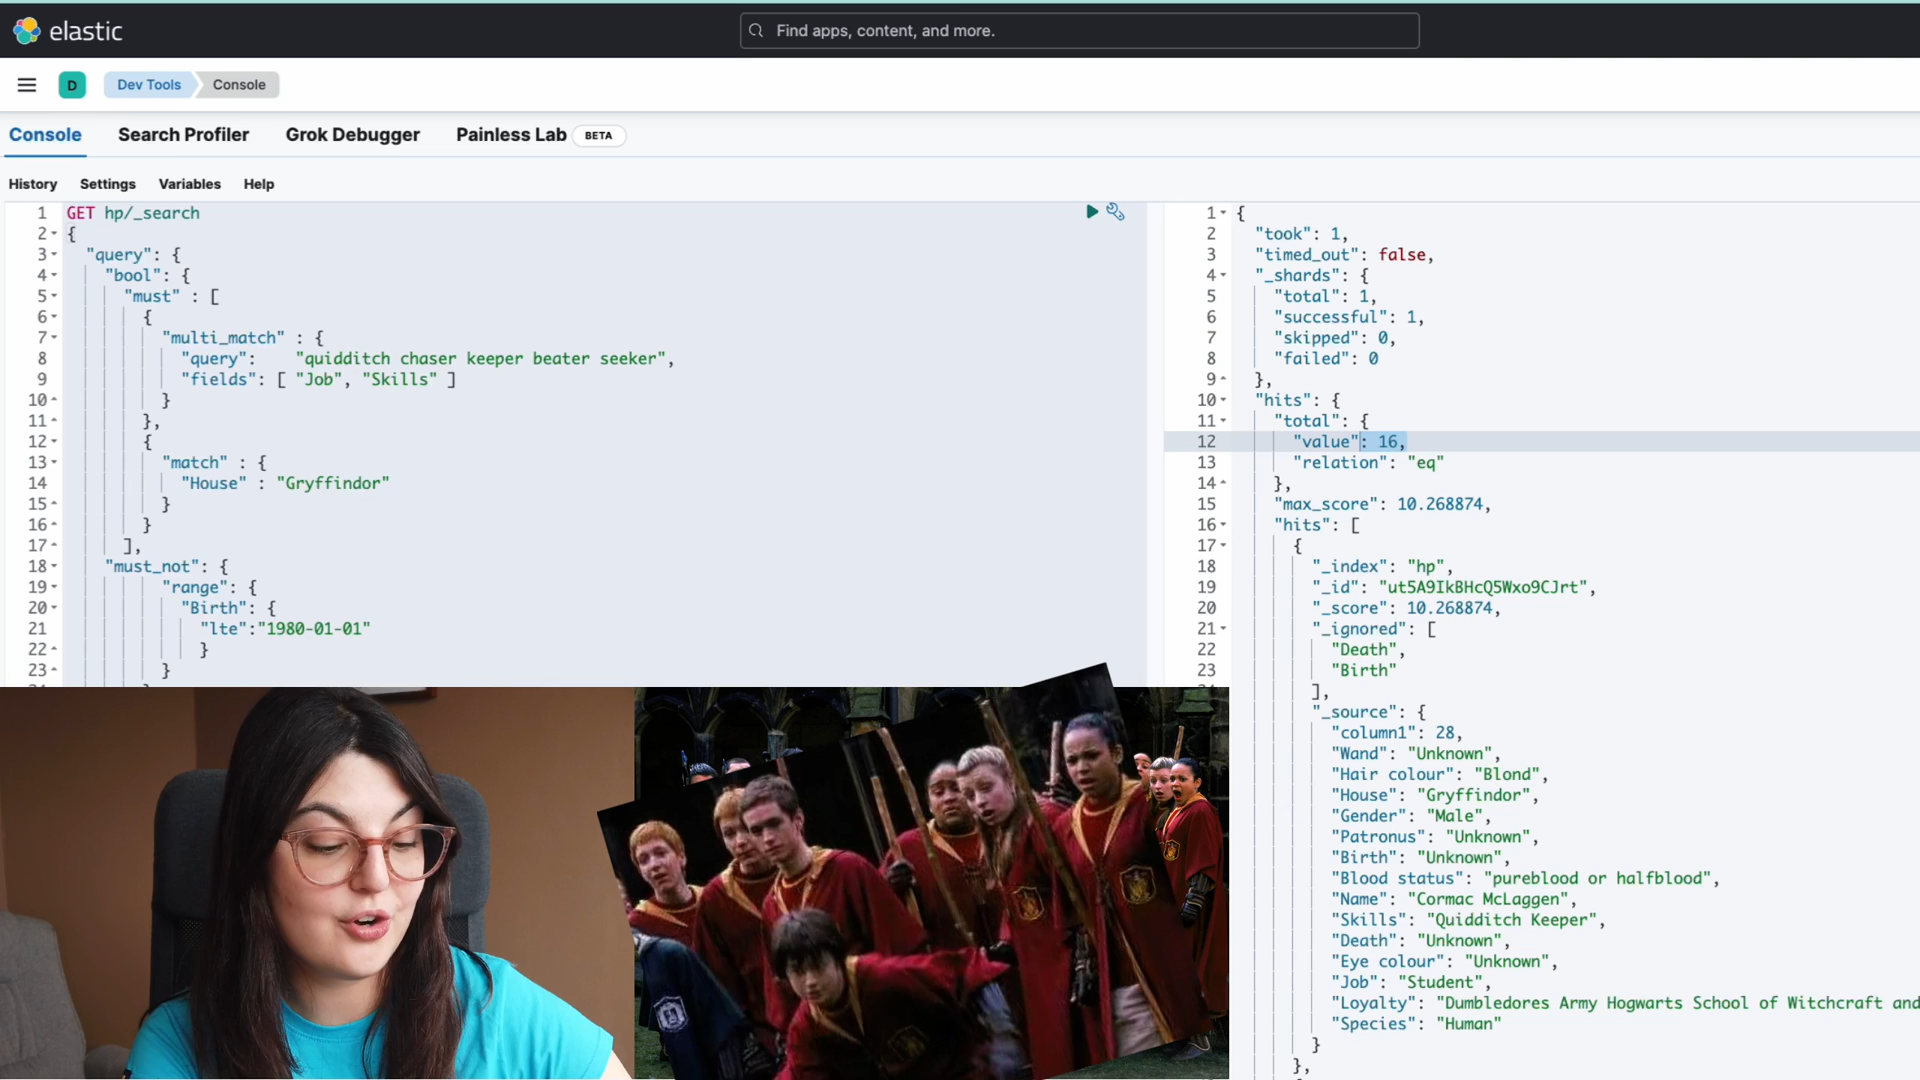 elastic
Find apps, content, and more.
D
Dev Tools
Console
Console
Search Profiler
Grok Debugger
Painless Lab
BETA
History
Settings
Variables
Help
1 GET hp/_search
2 {
3 "query": {
4 "bool": {
5 "must" : [
6 {
7 "multi_match" : {
8 "query": "quidditch chaser keeper beater seeker",
9 "fields": [ "Job", "Skills" ]
10 }
11 },
12 {
13 "match" : {
14 "House" : "Gryffindor"
15 }
16 }
17 ],
18 "must_not": {
19 "range": {
20 "Birth": {
21 "lte":"1980-01-01"
22 }
23 }
1 {
2 "took": 1,
3 "timed_out": false,
4 "_shards": {
5 "total": 1,
6 "successful": 1,
7 "skipped": 0,
8 "failed": 0
9 },
10 "hits": {
11 "total": {
12 "value": 16,
13 "relation": "eq"
14 },
15 "max_score": 10.268874,
16 "hits": [
17 {
18 "_index": "hp",
19 "_id": "ut5A9IkBHcQ5Wxo9CJrt",
20 "_score": 10.268874,
21 "_ignored": [
22 "Death",
23 "Birth"
],
"_source": {
"column1": 28,
"Wand": "Unknown",
"Hair colour": "Blond",
"House": "Gryffindor",
"Gender": "Male",
"Patronus": "Unknown",
"Birth": "Unknown",
"Blood status": "pureblood or halfblood",
"Name": "Cormac McLaggen",
"Skills": "Quidditch Keeper",
"Death": "Unknown",
"Eye colour": "Unknown",
"Job": "Student",
"Loyalty": "Dumbledores Army Hogwarts School of Witchcraft and
"Species": "Human"
}
},